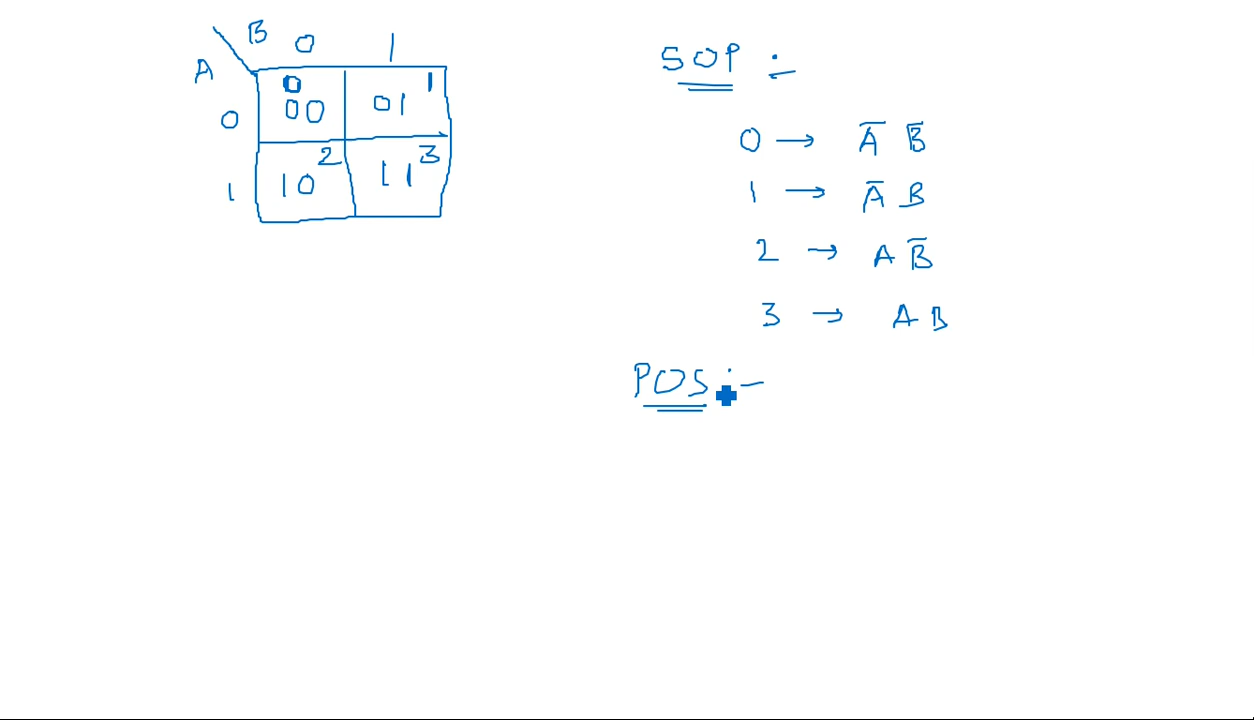 B 0 1
A
0 00 0 01 1
1 10 2 11 3
SOP :-
0 → A̅ B̅
1 → A̅ B
2 → A B̅
3 → A B
POS :-